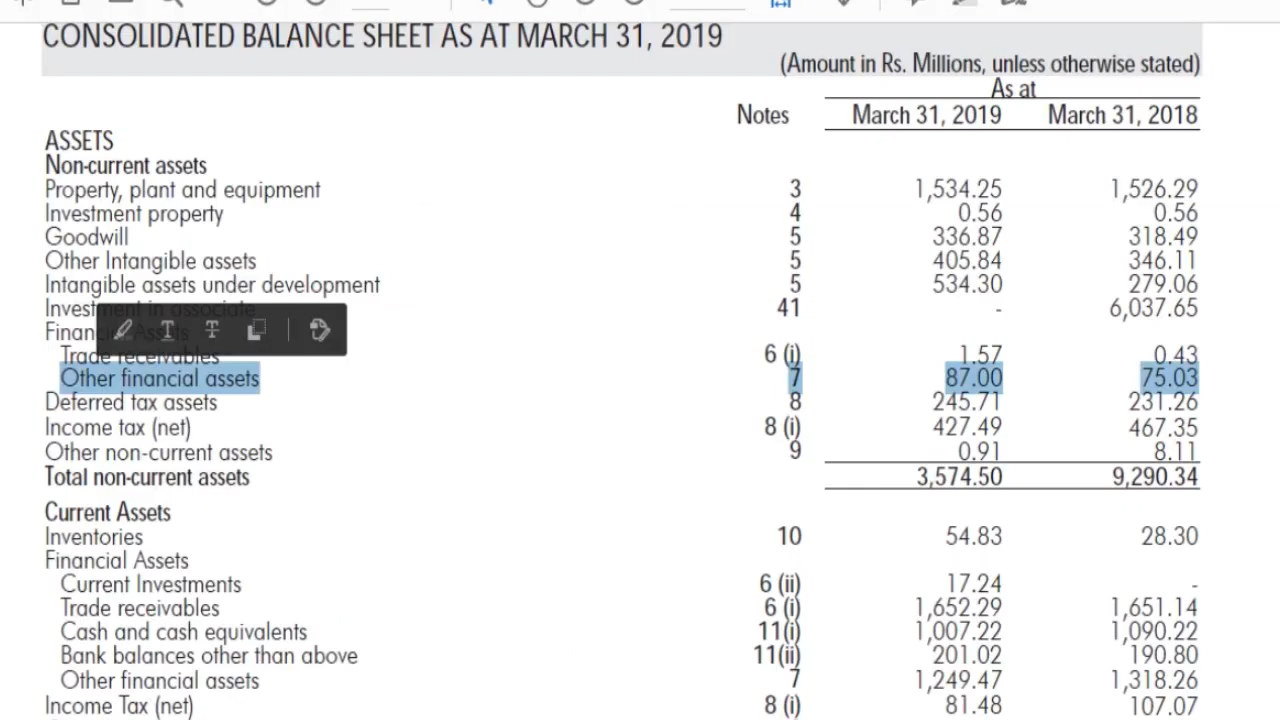 CONSOLIDATED BALANCE SHEET AS AT MARCH 31, 2019
(Amount in Rs. Millions, unless otherwise stated)
As at
Notes March 31, 2019 March 31, 2018
ASSETS
Non-current assets
Property, plant and equipment 3 1,534.25 1,526.29
Investment property 4 0.56 0.56
Goodwill 5 336.87 318.49
Other Intangible assets 5 405.84 346.11
Intangible assets under development 5 534.30 279.06
Investment in associate 41 - 6,037.65
Financial Assets
Trade receivables 6 (i) 1.57 0.43
Other financial assets 7 87.00 75.03
Deferred tax assets 8 245.71 231.26
Income tax (net) 8 (i) 427.49 467.35
Other non-current assets 9 0.91 8.11
Total non-current assets 3,574.50 9,290.34
Current Assets
Inventories 10 54.83 28.30
Financial Assets
Current Investments 6 (ii) 17.24 -
Trade receivables 6 (i) 1,652.29 1,651.14
Cash and cash equivalents 11(i) 1,007.22 1,090.22
Bank balances other than above 11(ii) 201.02 190.80
Other financial assets 7 1,249.47 1,318.26
Income Tax (net) 8 (i) 81.48 107.07